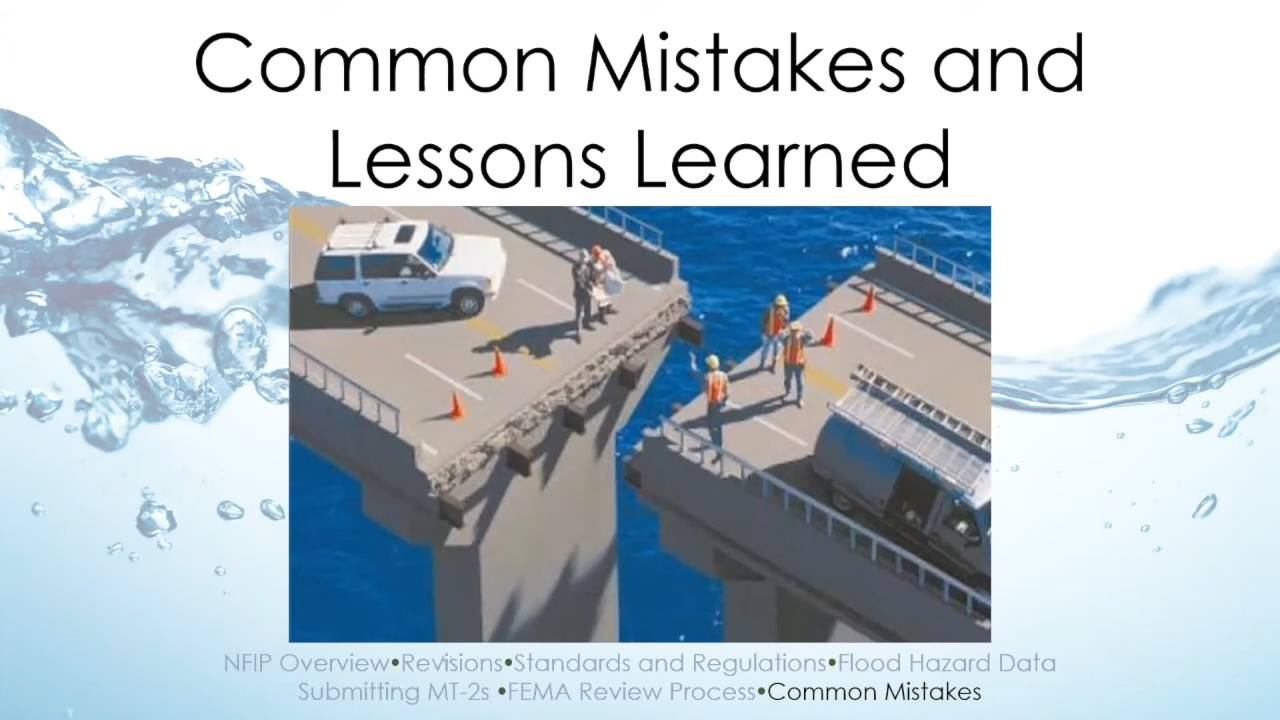 Common Mistakes and
Lessons Learned
NFIP Overview•Revisions•Standards and Regulations•Flood Hazard Data
Submitting MT-2s •FEMA Review Process•Common Mistakes